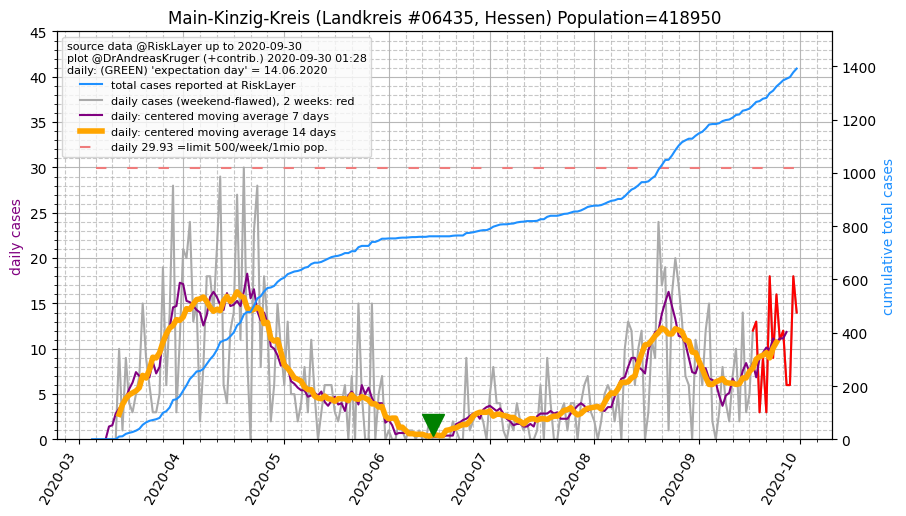 Main-Kinzig-Kreis (Landkreis #06435, Hessen) Population=418950
source data @RiskLayer up to 2020-09-30
plot @DrAndreasKruger (+contrib.) 2020-09-30 01:28
daily: (GREEN) 'expectation day' = 14.06.2020
total cases reported at RiskLayer
daily cases (weekend-flawed), 2 weeks: red
daily: centered moving average 7 days
daily: centered moving average 14 days
daily 29.93 =limit 500/week/1mio pop.
daily cases
45
40
35
30
25
20
15
10
5
0
cumulative total cases
1400
1200
1000
800
600
400
200
0
2020-03
2020-04
2020-05
2020-06
2020-07
2020-08
2020-09
2020-10